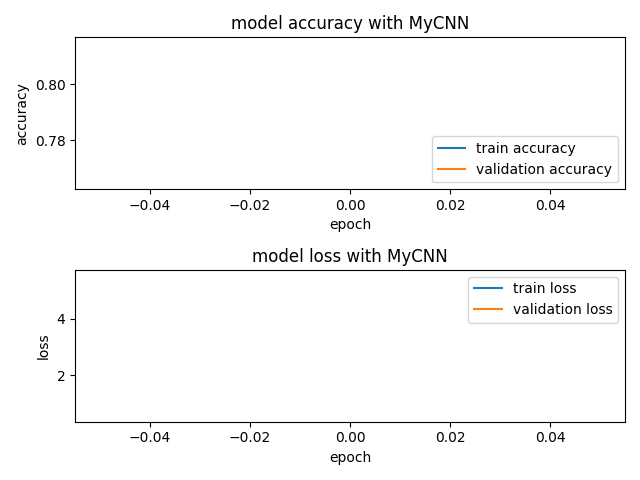 model accuracy with MyCNN
accuracy
0.80
0.78
train accuracy
validation accuracy
−0.04 −0.02 0.00 0.02 0.04
epoch
model loss with MyCNN
loss
4
2
train loss
validation loss
−0.04 −0.02 0.00 0.02 0.04
epoch